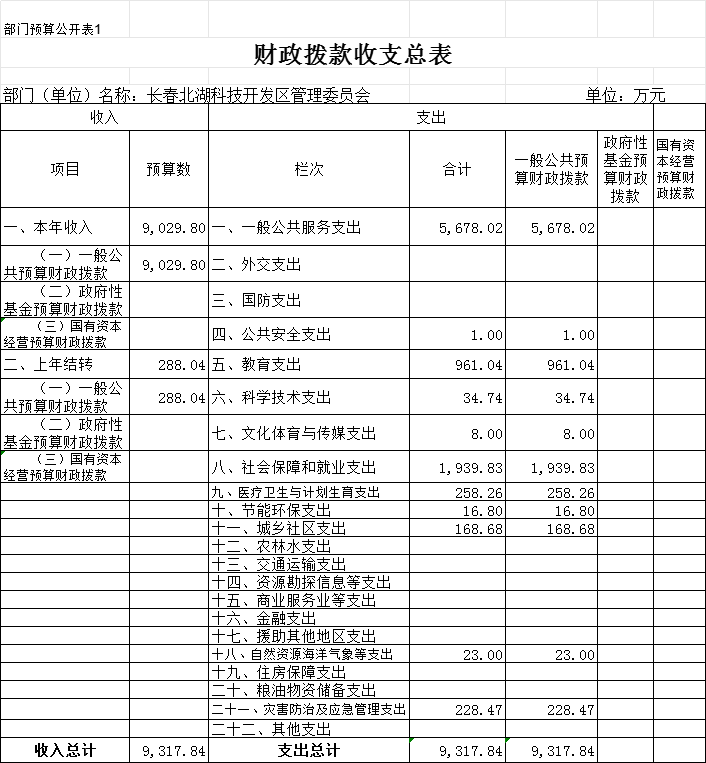 部门预算公开表1
财政拨款收支总表
部门（单位）名称：长春北湖科技开发区管理委员会 单位：万元
收入 支出
项目 预算数 栏次 合计 一般公共预算财政拨款 政府性基金预算财政拨款 国有资本经营预算财政拨款
一、本年收入 9,029.80 一、一般公共服务支出 5,678.02 5,678.02
（一）一般公共预算财政拨款 9,029.80 二、外交支出
（二）政府性基金预算财政拨款 三、国防支出
（三）国有资本经营预算财政拨款 四、公共安全支出 1.00 1.00
二、上年结转 288.04 五、教育支出 961.04 961.04
（一）一般公共预算财政拨款 288.04 六、科学技术支出 34.74 34.74
（二）政府性基金预算财政拨款 七、文化体育与传媒支出 8.00 8.00
（三）国有资本经营预算财政拨款 八、社会保障和就业支出 1,939.83 1,939.83
九、医疗卫生与计划生育支出 258.26 258.26
十、节能环保支出 16.80 16.80
十一、城乡社区支出 168.68 168.68
十二、农林水支出
十三、交通运输支出
十四、资源勘探信息等支出
十五、商业服务业等支出
十六、金融支出
十七、援助其他地区支出
十八、自然资源海洋气象等支出 23.00 23.00
十九、住房保障支出
二十、粮油物资储备支出
二十一、灾害防治及应急管理支出 228.47 228.47
二十二、其他支出
收入总计 9,317.84 支出总计 9,317.84 9,317.84